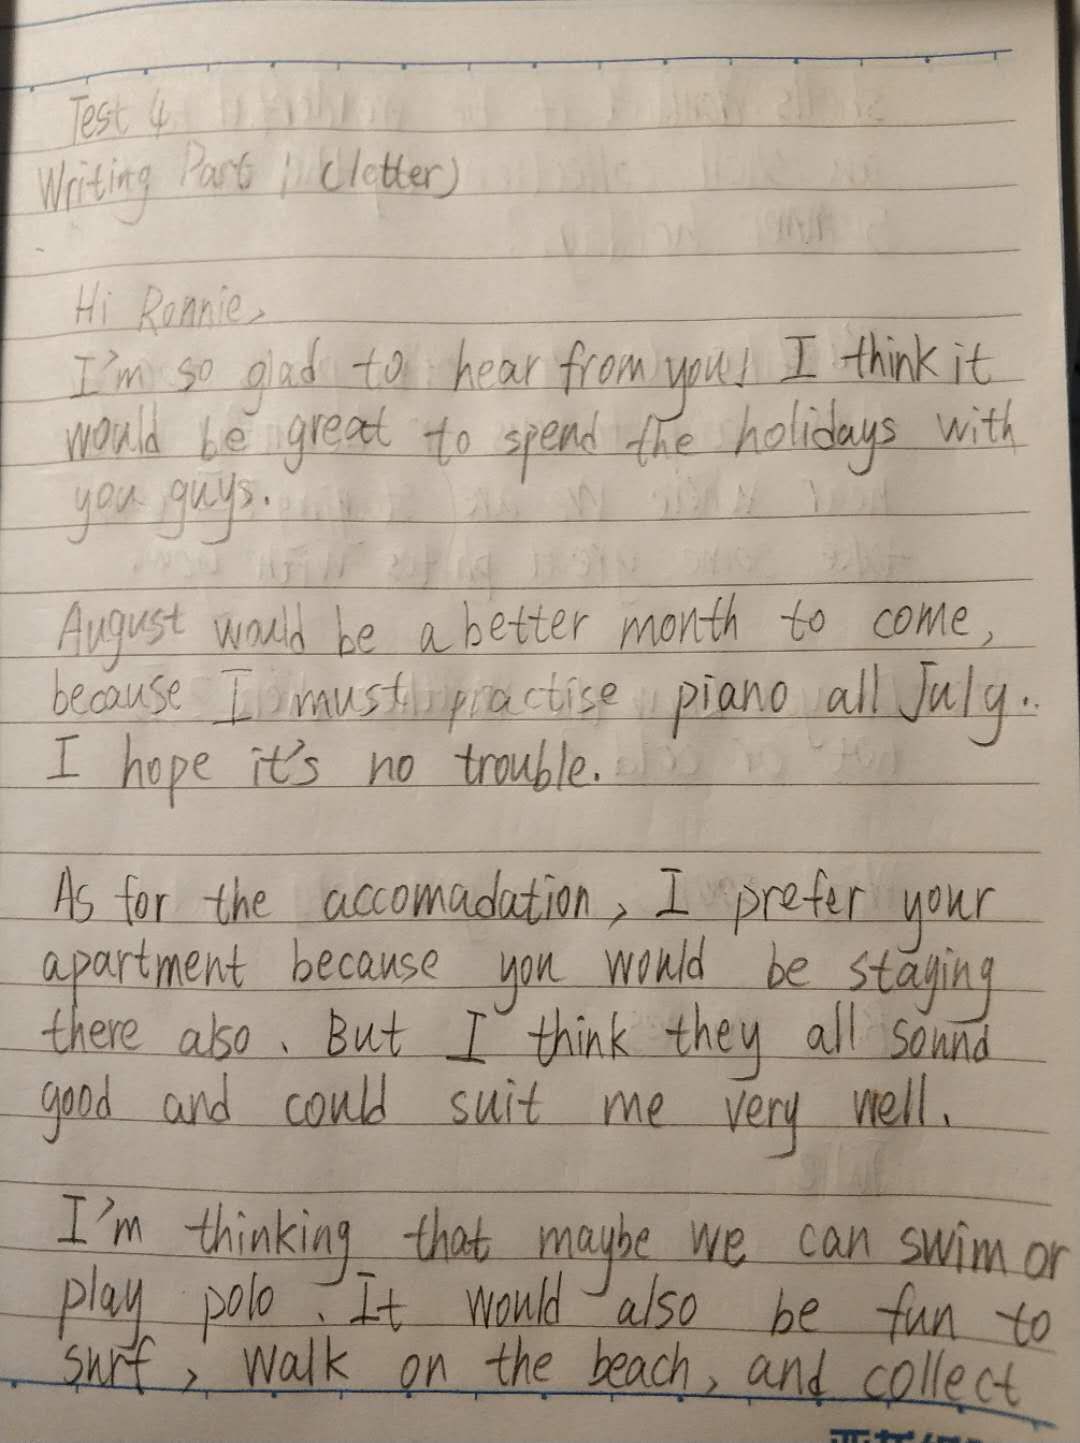 Test 4
Writing Part 1 (letter)
Hi Ronnie,
I'm so glad to hear from you! I think it
would be great to spend the holidays with
you guys.
August would be a better month to come,
because I must practise piano all July..
I hope it's no trouble.
As for the accomadation, I prefer your
apartment because you would be staying
there also. But I think they all sound
good and could suit me very well.
I'm thinking that maybe we can swim or
play polo. It would also be fun to
surf, walk on the beach, and collect